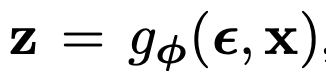 𝐳 = g_ϕ(ϵ, 𝐱),